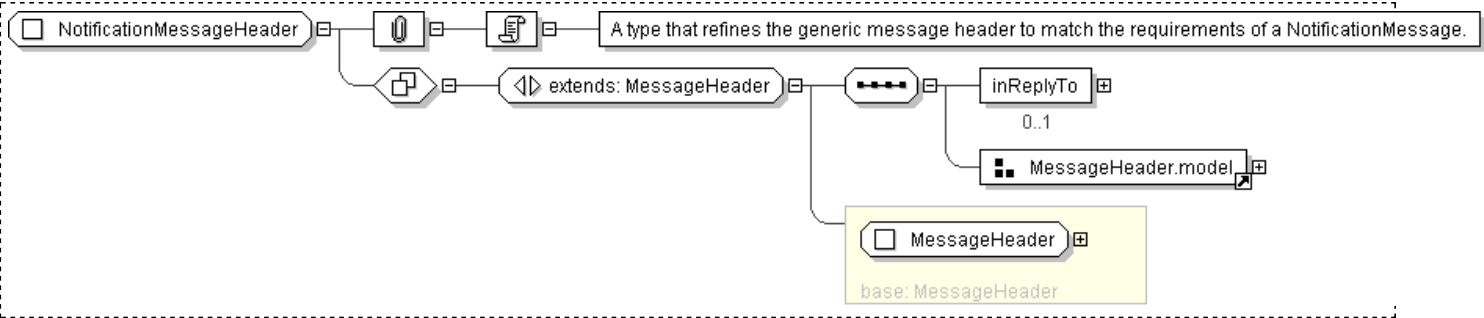 NotificationMessageHeader
A type that refines the generic message header to match the requirements of a NotificationMessage.
extends: MessageHeader
inReplyTo
0..1
MessageHeader.model
MessageHeader
base: MessageHeader